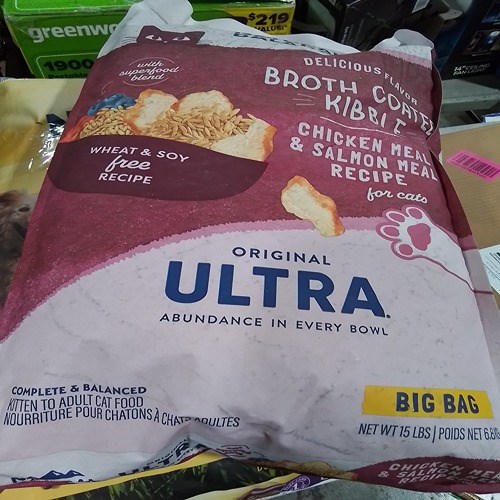 greenwo
$219
VALUE!
1900
with
superfood
blend
DELICIOUS FLAVOR
BROTH COATED
KIBBLE
CHICKEN MEAL
& SALMON MEAL
RECIPE
for cats
WHEAT & SOY
free
RECIPE
ORIGINAL
ULTRA
ABUNDANCE IN EVERY BOWL
COMPLETE & BALANCED
KITTEN TO ADULT CAT FOOD
NOURRITURE POUR CHATONS À CHATS ADULTES
BIG BAG
NET WT 15 LBS | POIDS NET 6.8
CHICKEN ME
& SALMON